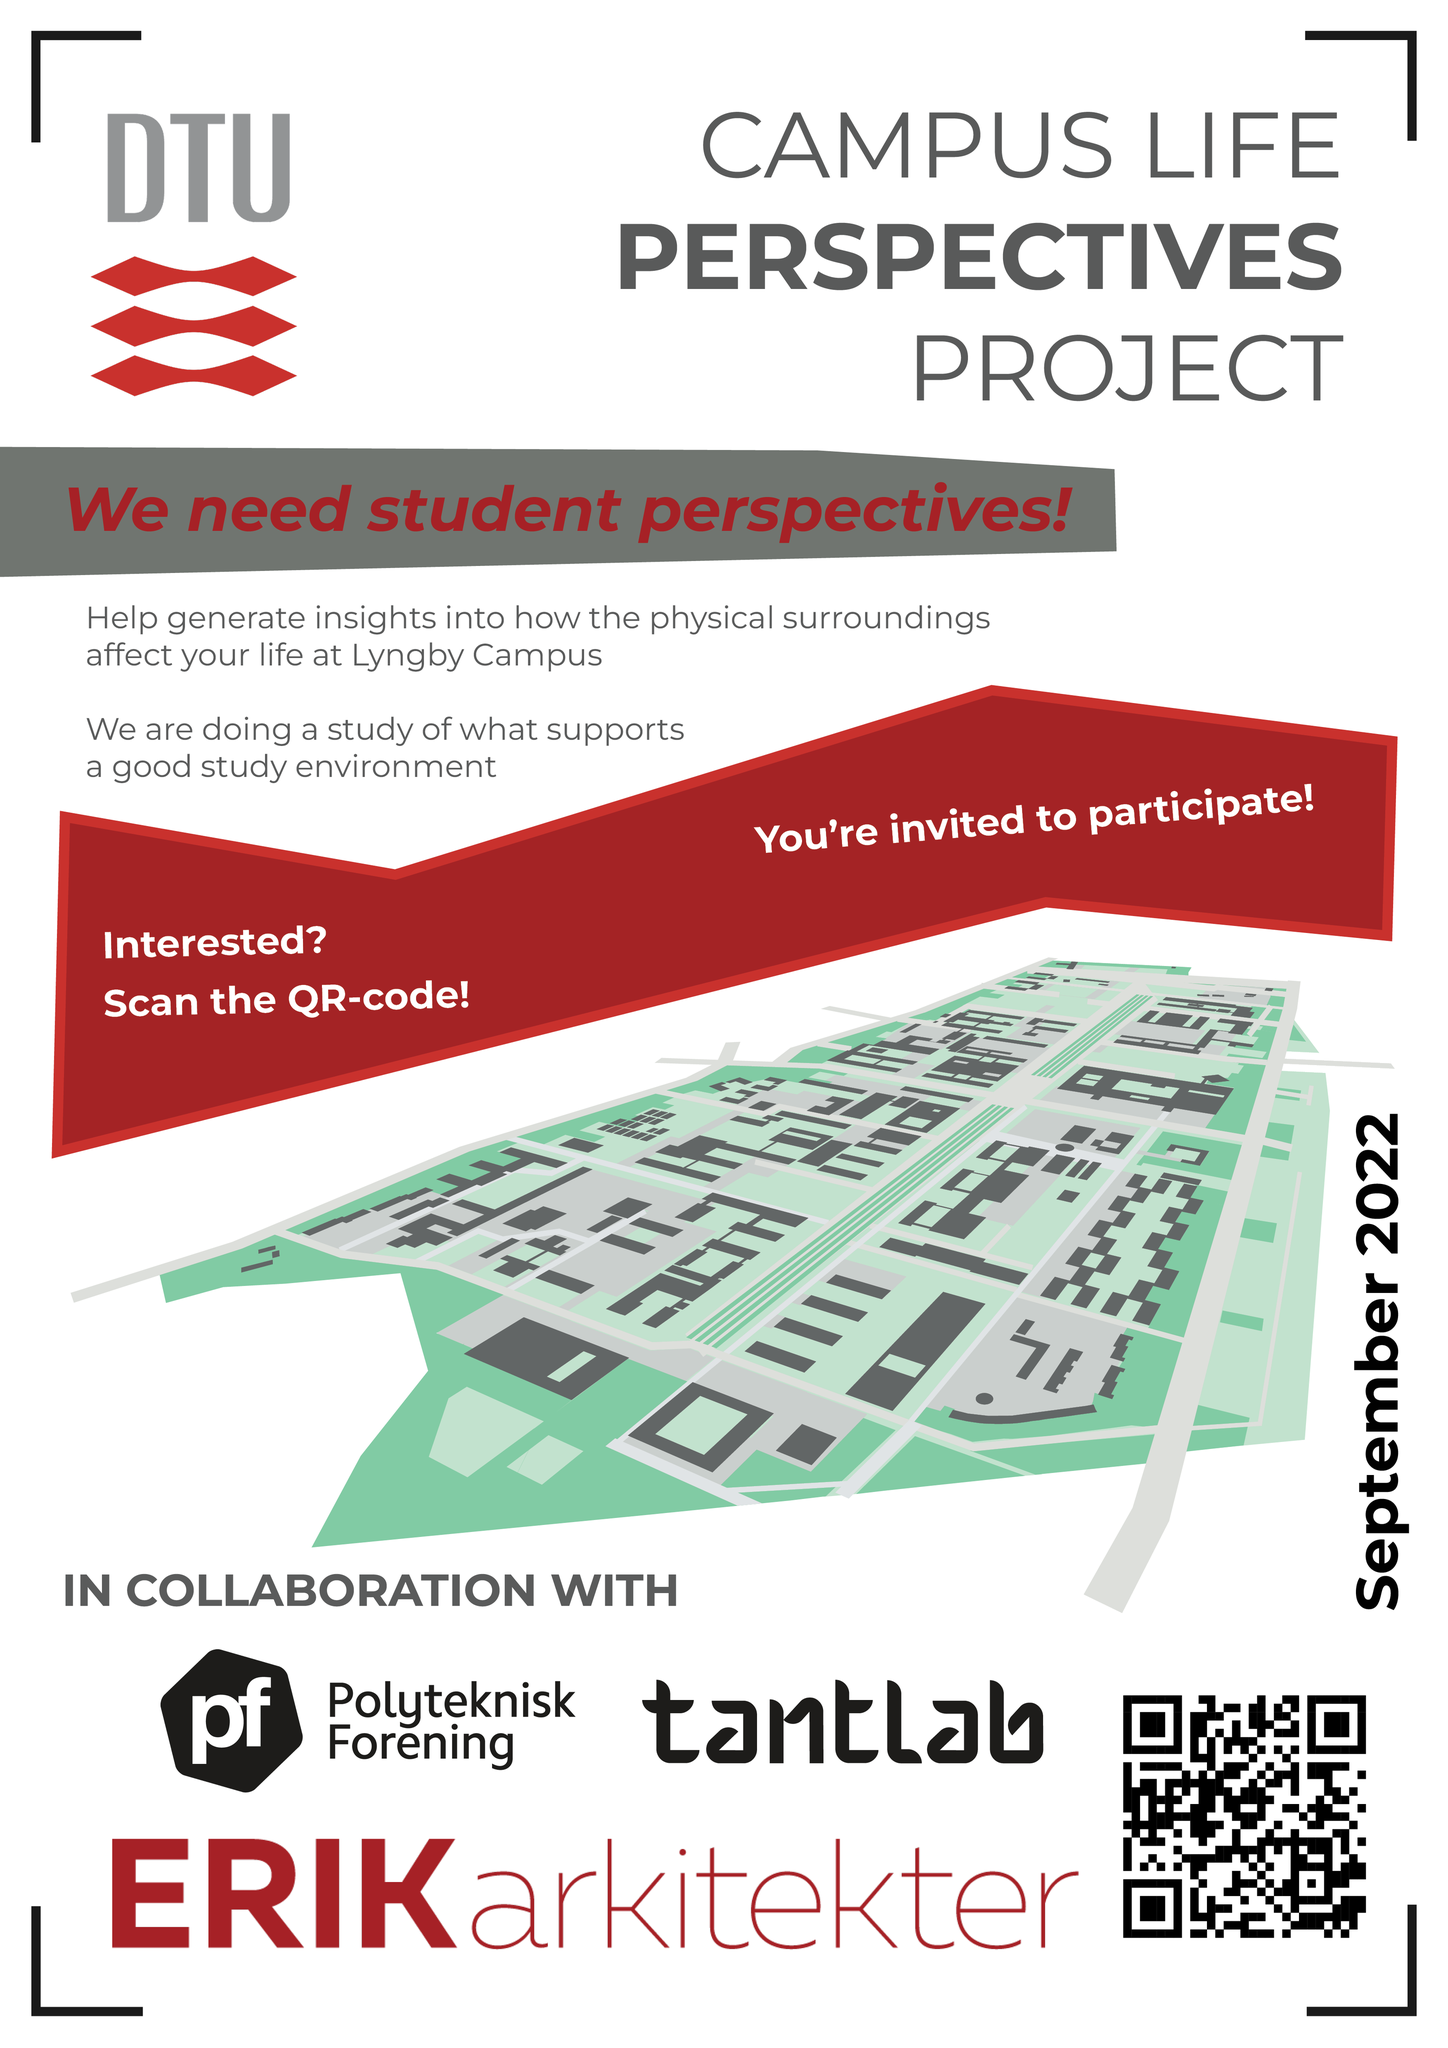 DTU
CAMPUS LIFE
PERSPECTIVES
PROJECT
We need student perspectives!
Help generate insights into how the physical surroundings
affect your life at Lyngby Campus
We are doing a study of what supports
a good study environment
You're invited to participate!
Interested?
Scan the QR-code!
September 2022
IN COLLABORATION WITH
pf
Polyteknisk
Forening
tantlab
ERIKarkitekter